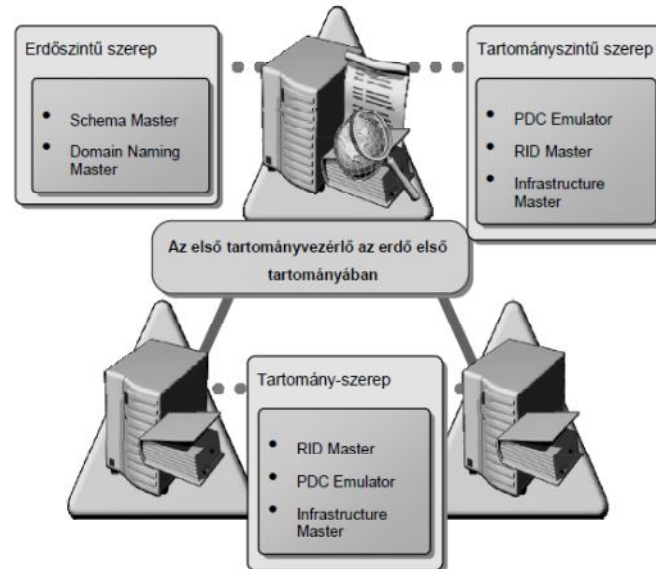 Erdőszintű szerep
• Schema Master
• Domain Naming
Master
Tartományszintű szerep
• PDC Emulator
• RID Master
• Infrastructure
Master
Az első tartományvezérlő az erdő első
tartományában
Tartomány-szerep
• RID Master
• PDC Emulator
• Infrastructure
Master